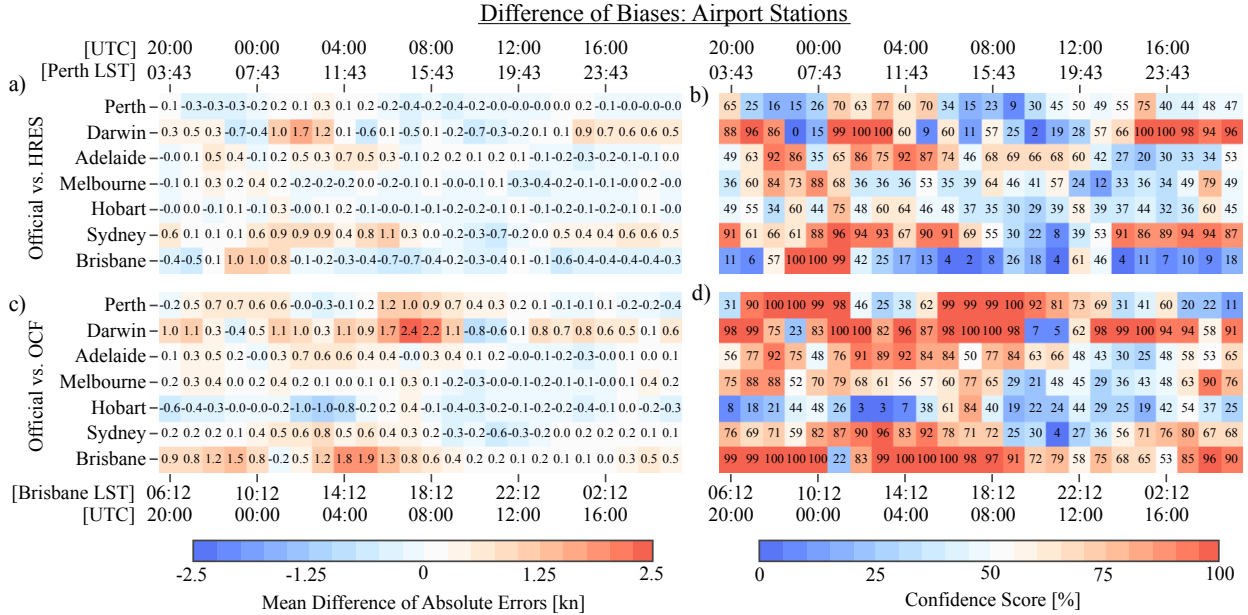 Difference of Biases: Airport Stations
[UTC] 20:00 00:00 04:00 08:00 12:00 16:00 20:00 00:00 04:00 08:00 12:00 16:00
[Perth LST] 03:43 07:43 11:43 15:43 19:43 23:43 03:43 07:43 11:43 15:43 19:43 23:43
a) b)
Official vs. HRES
Perth 0.1 -0.3 -0.3 -0.3 -0.2 0.2 0.1 0.3 0.1 0.2 -0.2 -0.4 -0.2 -0.4 -0.2 -0.0 -0.0 -0.0 0.0 0.2 -0.1 -0.0 -0.0 -0.0 65 25 16 15 26 70 63 77 60 70 34 15 23 9 30 45 50 49 55 75 40 44 48 47
Darwin 0.3 0.5 0.3 -0.7 -0.4 1.0 1.7 1.2 0.1 -0.6 0.1 -0.5 0.1 -0.2 -0.7 -0.3 -0.2 0.1 0.1 0.9 0.7 0.6 0.6 0.5 88 96 86 0 15 99 100 100 60 9 60 11 57 25 2 19 28 57 66 100 100 98 94 96
Adelaide -0.0 0.1 0.5 0.4 -0.1 0.2 0.5 0.3 0.7 0.5 0.3 -0.1 0.2 0.1 0.2 0.1 0.1 -0.1 -0.2 -0.3 -0.2 -0.2 -0.1 0.0 49 63 92 86 35 65 86 75 92 87 74 46 68 69 66 68 60 42 27 20 30 33 34 53
Melbourne -0.1 0.1 0.3 0.2 0.4 0.2 -0.2 -0.2 -0.2 0.0 -0.2 -0.1 0.1 -0.0 -0.1 0.1 -0.3 -0.4 -0.2 -0.1 -0.2 -0.0 0.2 -0.0 36 60 84 73 88 68 36 36 36 53 35 39 64 46 41 57 24 12 33 36 34 49 79 49
Hobart -0.0 0.0 -0.1 0.1 -0.1 0.3 -0.0 0.1 0.2 -0.1 -0.0 -0.1 -0.1 -0.2 -0.2 -0.1 0.1 -0.1 -0.1 -0.2 -0.1 -0.2 0.1 -0.0 49 55 34 60 44 75 48 60 64 46 48 37 35 30 29 39 58 39 37 44 32 36 60 45
Sydney 0.6 0.1 0.1 0.1 0.6 0.9 0.9 0.9 0.4 0.8 1.1 0.3 0.0 -0.2 -0.3 -0.7 -0.2 0.0 0.5 0.4 0.4 0.6 0.6 0.5 91 61 66 61 88 96 94 93 67 90 91 69 55 30 22 8 39 53 91 86 89 94 94 87
Brisbane -0.4 -0.5 0.1 1.0 1.0 0.8 -0.1 -0.2 -0.3 -0.4 -0.7 -0.7 -0.4 -0.2 -0.3 -0.4 0.1 -0.0 -0.6 -0.4 -0.4 -0.4 -0.4 -0.3 11 6 57 100 100 99 42 25 17 13 4 2 8 26 18 4 61 46 4 11 7 10 9 18
c) d)
Official vs. OCF
Perth -0.2 0.5 0.7 0.7 0.6 0.6 -0.0 -0.3 -0.1 0.2 1.2 1.0 0.9 0.7 0.4 0.3 0.2 0.1 -0.1 -0.1 0.1 -0.2 -0.2 -0.4 31 90 100 100 99 98 46 25 38 62 99 99 99 100 92 81 73 69 31 41 60 20 22 11
Darwin 1.0 1.1 0.3 -0.4 0.5 1.1 1.0 0.3 1.1 0.9 1.7 2.4 2.2 1.1 -0.8 -0.6 0.1 0.8 0.7 0.8 0.6 0.5 0.1 0.6 98 99 75 23 83 100 100 82 96 87 98 100 100 98 7 5 62 98 99 100 94 94 58 91
Adelaide 0.1 0.3 0.5 0.2 -0.0 0.3 0.7 0.6 0.6 0.4 0.4 -0.0 0.3 0.4 0.1 0.2 -0.0 -0.2 -0.1 -0.3 -0.0 0.1 0.0 0.1 56 77 92 75 48 76 91 89 92 84 84 50 77 84 63 66 48 43 30 25 48 58 53 65
Melbourne 0.2 0.3 0.4 0.0 0.2 0.4 0.2 0.1 0.0 0.1 0.1 0.3 0.1 -0.2 -0.3 -0.0 -0.0 -0.2 -0.1 -0.0 -0.0 0.1 0.4 0.2 75 88 88 52 70 79 68 61 56 57 60 77 65 29 21 48 45 29 36 43 48 63 90 76
Hobart -0.6 -0.4 -0.3 -0.0 -0.0 -0.2 -1.0 -1.0 -0.8 -0.2 0.2 0.4 -0.1 -0.4 -0.3 -0.2 -0.1 -0.2 -0.2 -0.4 -0.1 0.0 -0.2 -0.3 8 18 21 44 48 26 3 3 7 38 61 84 40 19 22 24 44 29 25 19 42 54 37 25
Sydney 0.2 0.2 0.2 0.1 0.4 0.5 0.6 0.8 0.5 0.6 0.4 0.3 0.2 -0.3 -0.2 -0.6 -0.3 -0.2 0.0 0.2 0.2 0.2 0.1 0.1 76 69 71 59 82 87 90 96 83 92 78 71 72 25 30 4 27 36 56 71 76 80 67 68
Brisbane 0.9 0.8 1.2 1.5 0.8 -0.2 0.5 1.2 1.8 1.9 1.3 0.8 0.6 0.4 0.2 0.2 0.1 0.2 0.1 0.1 0.0 0.3 0.5 0.5 99 99 100 100 100 22 83 99 100 100 100 98 97 91 72 79 58 75 68 65 53 85 96 90
[Brisbane LST] 06:12 10:12 14:12 18:12 22:12 02:12 06:12 10:12 14:12 18:12 22:12 02:12
[UTC] 20:00 00:00 04:00 08:00 12:00 16:00 20:00 00:00 04:00 08:00 12:00 16:00
-2.5 -1.25 0 1.25 2.5 0 25 50 75 100
Mean Difference of Absolute Errors [kn] Confidence Score [%]